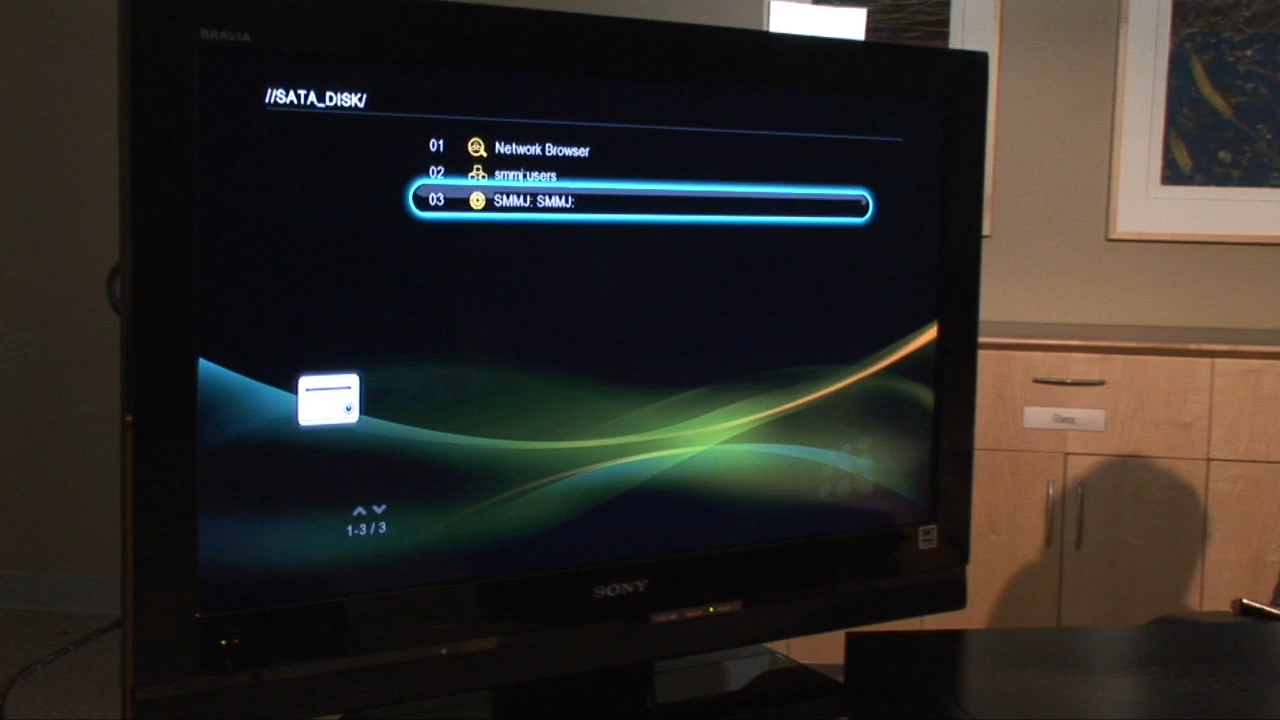 BRAVIA
//SATA_DISK/
01 Network Browser
02 smmj:users
03 SMMJ: SMMJ:
1-3 / 3
SONY